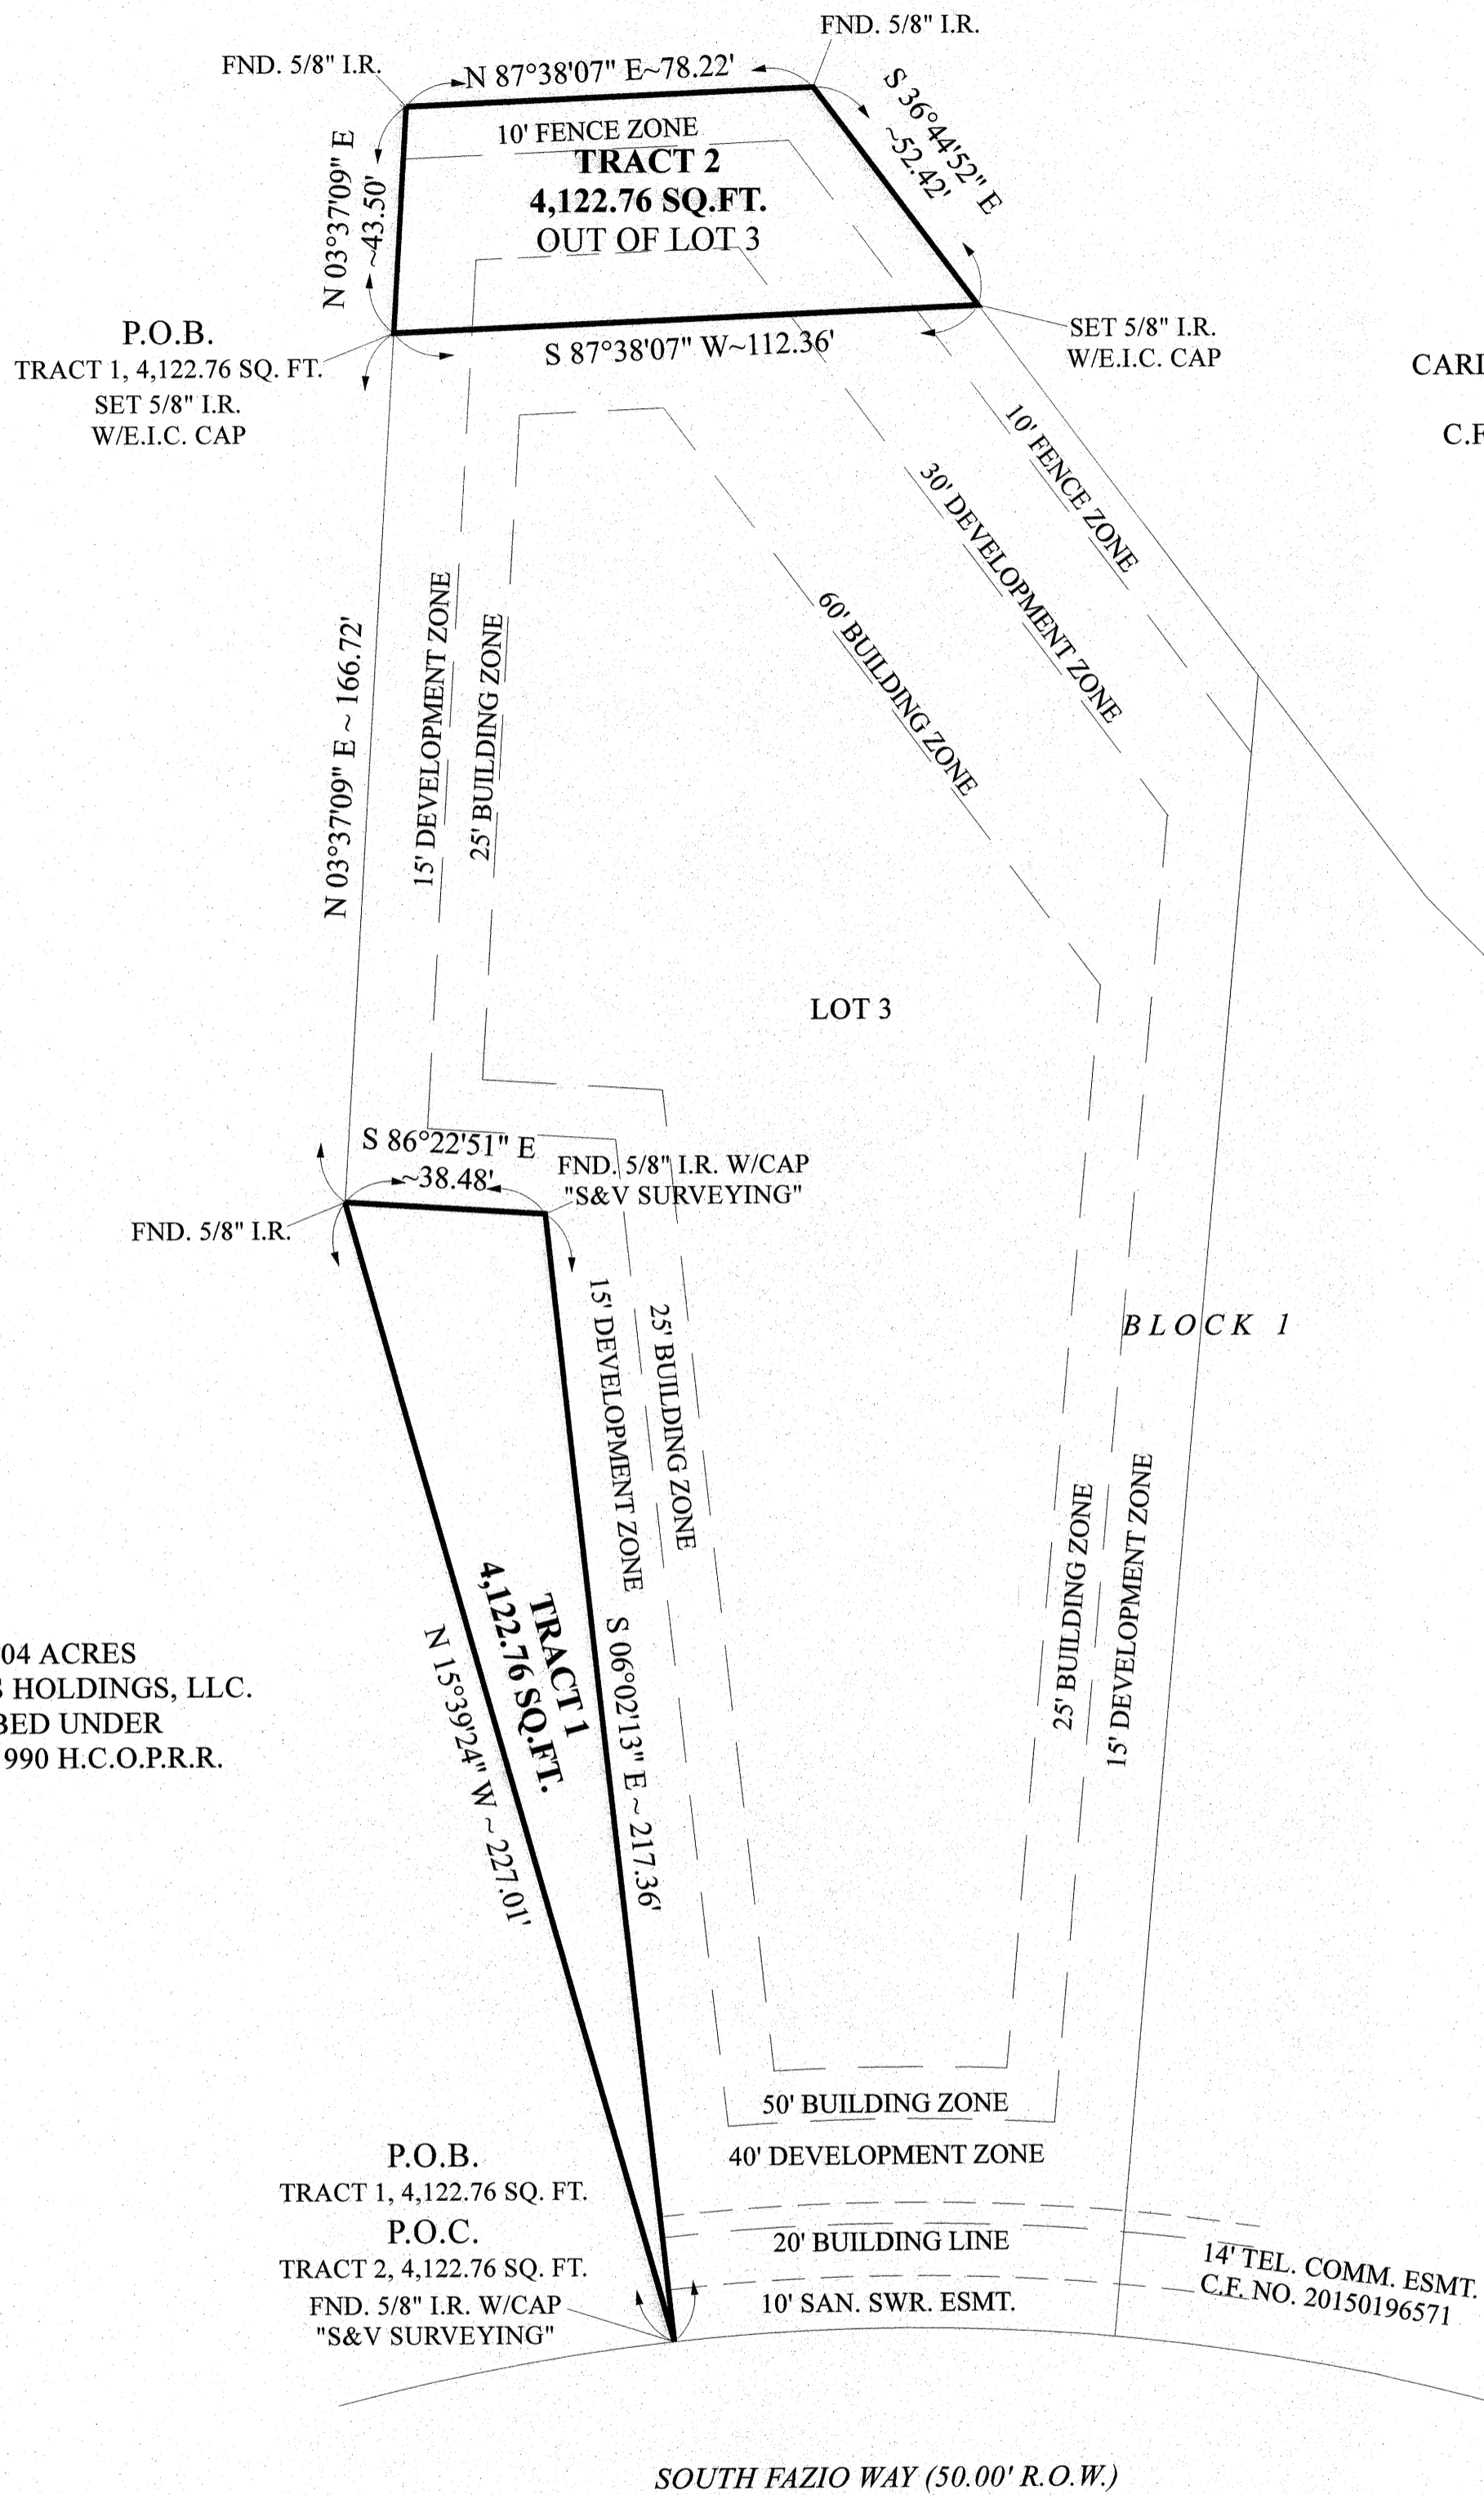 FND. 5/8" I.R.
FND. 5/8" I.R.
N 87°38'07" E~78.22'
S 36°44'52" E
~52.42'
10' FENCE ZONE
TRACT 2
4,122.76 SQ.FT.
OUT OF LOT 3
N 03°37'09" E
~43.50'
P.O.B.
TRACT 1, 4,122.76 SQ. FT.
SET 5/8" I.R.
W/E.I.C. CAP
S 87°38'07" W~112.36'
SET 5/8" I.R.
W/E.I.C. CAP
CARI
C.F
10' FENCE ZONE
30' DEVELOPMENT ZONE
60' BUILDING ZONE
N 03°37'09" E ~ 166.72'
15' DEVELOPMENT ZONE
25' BUILDING ZONE
LOT 3
S 86°22'51" E
~38.48'
FND. 5/8" I.R. W/CAP
"S&V SURVEYING"
FND. 5/8" I.R.
15' DEVELOPMENT ZONE
25' BUILDING ZONE
BLOCK 1
TRACT 1
4,122.76 SQ.FT.
N 15°39'24" W ~ 227.01'
S 06°02'13" E ~ 217.36'
25' BUILDING ZONE
15' DEVELOPMENT ZONE
04 ACRES
S HOLDINGS, LLC.
BED UNDER
990 H.C.O.P.R.R.
50' BUILDING ZONE
40' DEVELOPMENT ZONE
P.O.B.
TRACT 1, 4,122.76 SQ. FT.
P.O.C.
TRACT 2, 4,122.76 SQ. FT.
FND. 5/8" I.R. W/CAP
"S&V SURVEYING"
20' BUILDING LINE
10' SAN. SWR. ESMT.
14' TEL. COMM. ESMT.
C.F. NO. 20150196571
SOUTH FAZIO WAY (50.00' R.O.W.)